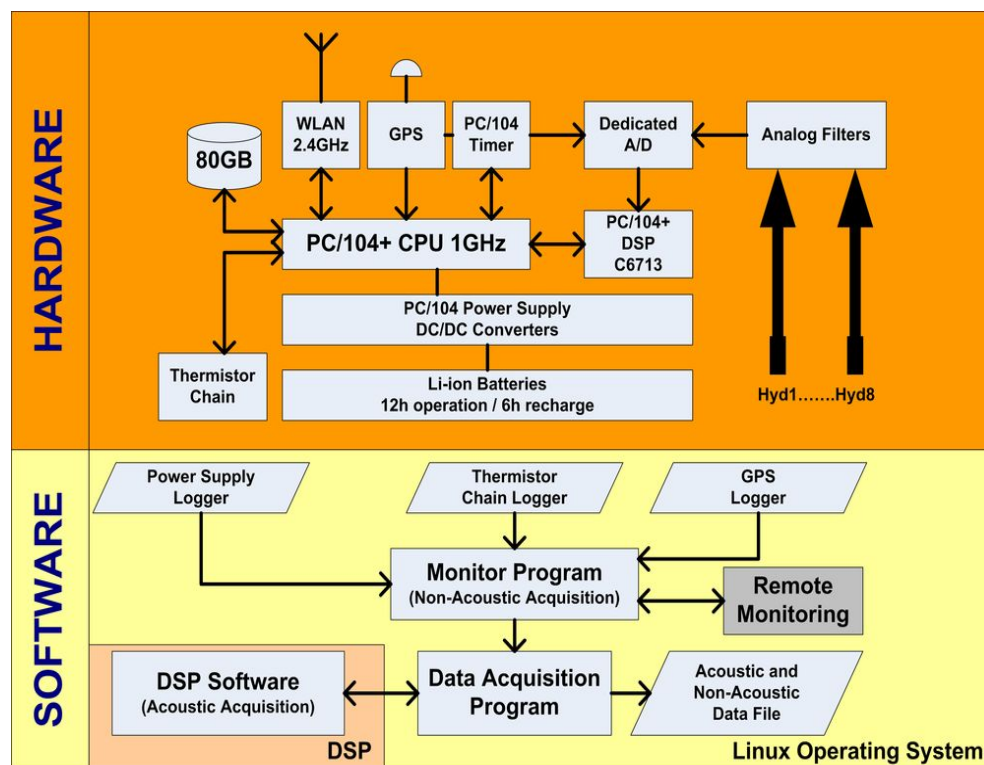 HARDWARE
WLAN
2.4GHz
GPS
PC/104
Timer
Dedicated
A/D
Analog Filters
80GB
PC/104+ CPU 1GHz
PC/104+
DSP
C6713
PC/104 Power Supply
DC/DC Converters
Thermistor
Chain
Li-ion Batteries
12h operation / 6h recharge
Hyd1.......Hyd8
SOFTWARE
Power Supply
Logger
Thermistor
Chain Logger
GPS
Logger
Monitor Program
(Non-Acoustic Acquisition)
Remote
Monitoring
DSP Software
(Acoustic Acquisition)
Data Acquisition
Program
Acoustic and
Non-Acoustic
Data File
DSP
Linux Operating System